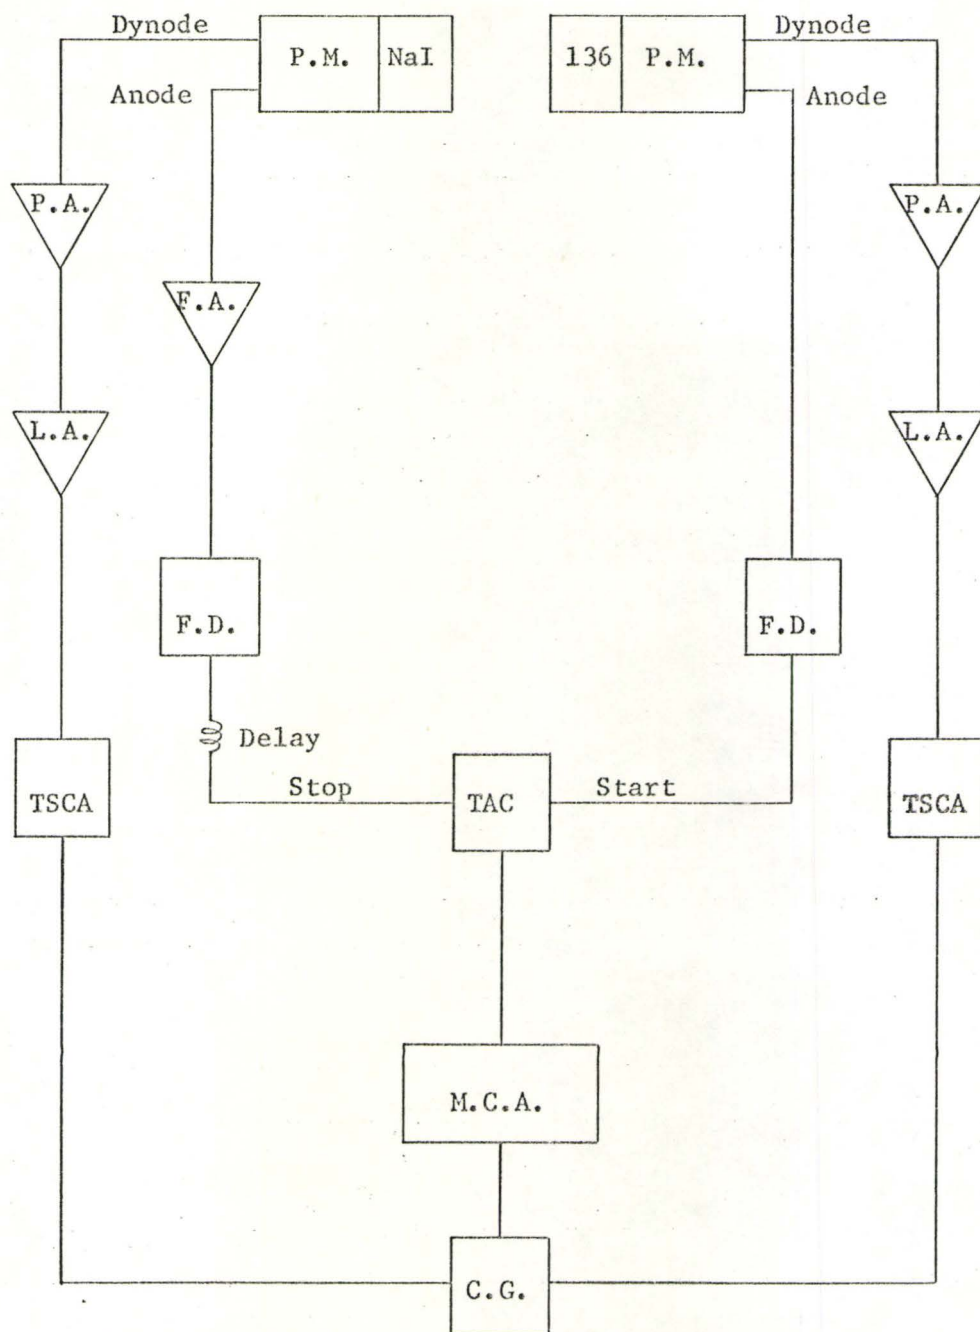 Dynode
P.M. NaI
136 P.M.
Dynode
Anode
Anode
P.A.
P.A.
F.A.
L.A.
L.A.
F.D.
F.D.
Delay
Stop
TAC
Start
TSCA
TSCA
M.C.A.
C.G.